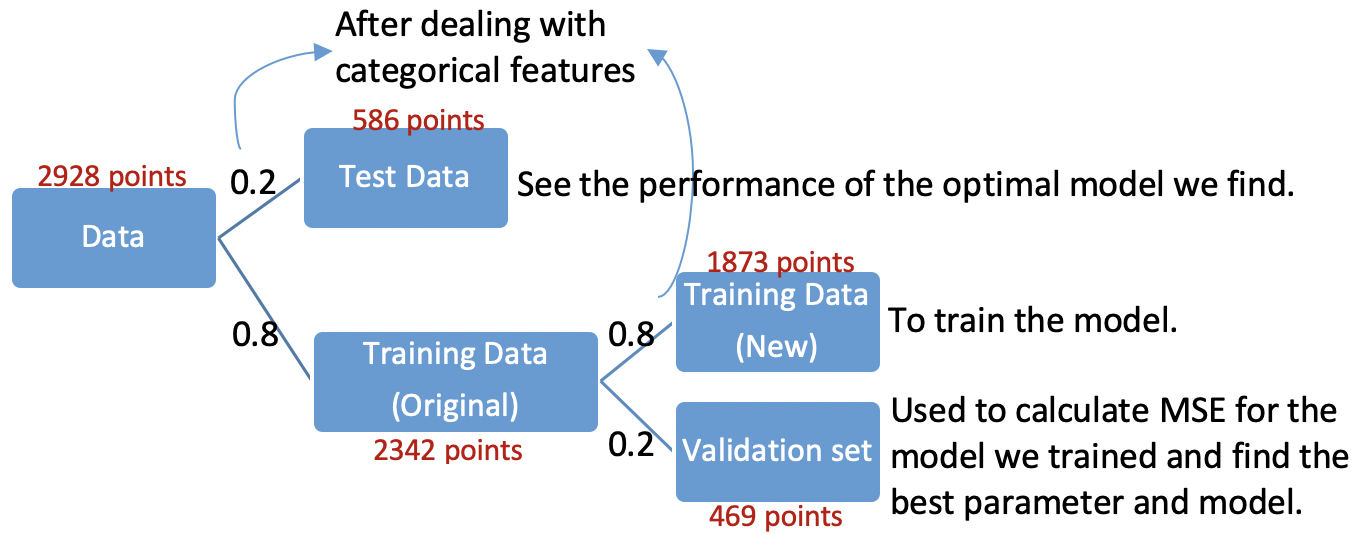 After dealing with
categorical features
586 points
2928 points
0.2
Test Data
See the performance of the optimal model we find.
Data
1873 points
Training Data
(New)
To train the model.
0.8
0.8
Training Data
(Original)
2342 points
0.2
Validation set
Used to calculate MSE for the
model we trained and find the
best parameter and model.
469 points